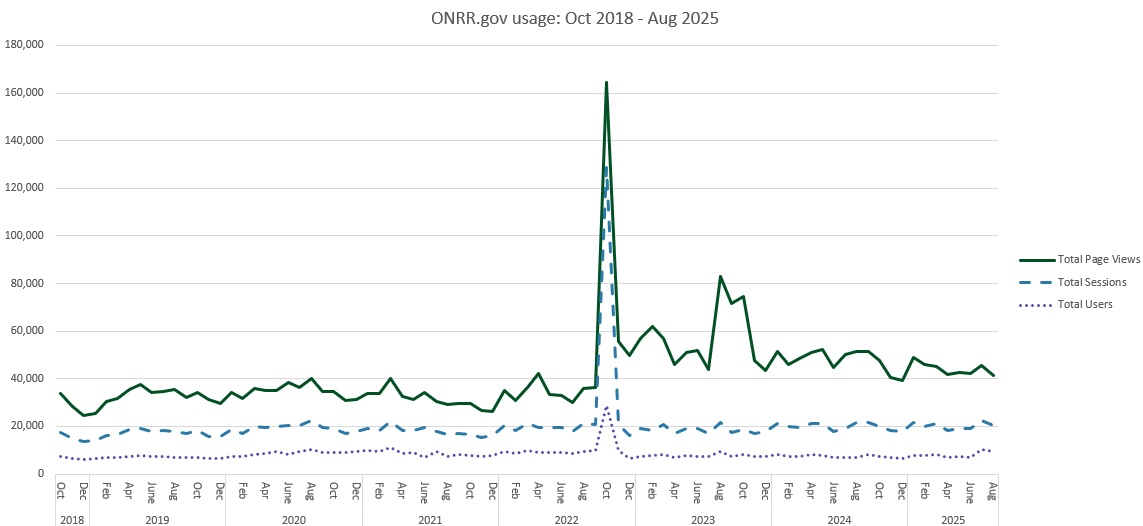 ONRR.gov usage: Oct 2018 - Aug 2025
180,000
160,000
140,000
120,000
100,000
80,000
60,000
40,000
20,000
0
Total Page Views
Total Sessions
Total Users
Oct Dec Feb Apr June Aug Oct Dec Feb Apr June Aug Oct Dec Feb Apr June Aug Oct Dec Feb Apr June Aug Oct Dec Feb Apr June Aug Oct Dec Feb Apr June Aug Oct Dec Feb Apr June Aug
2018 2019 2020 2021 2022 2023 2024 2025